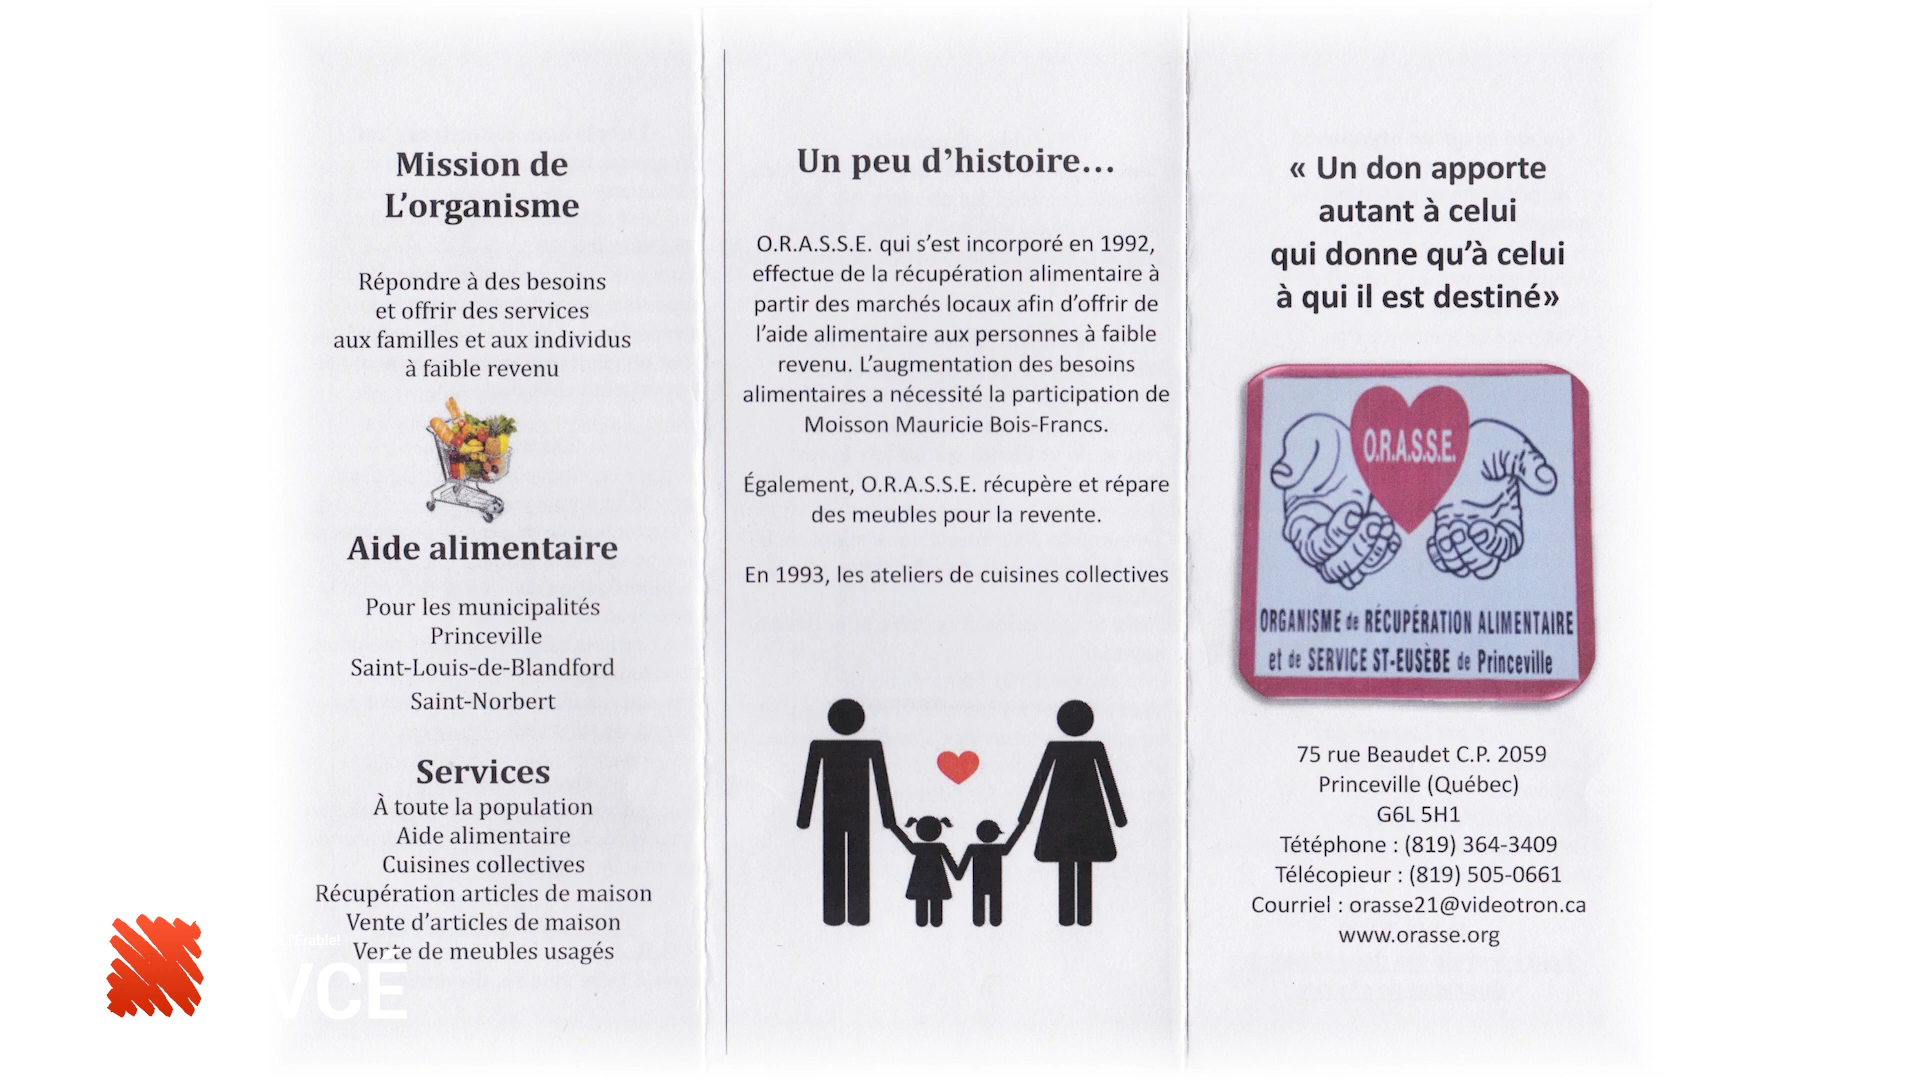 Mission de
L'organisme
Répondre à des besoins
et offrir des services
aux familles et aux individus
à faible revenu
Aide alimentaire
Pour les municipalités
Princeville
Saint-Louis-de-Blandford
Saint-Norbert
Services
À toute la population
Aide alimentaire
Cuisines collectives
Récupération articles de maison
Vente d'articles de maison
Vente de meubles usagés
Un peu d'histoire...
O.R.A.S.S.E. qui s'est incorporé en 1992,
effectue de la récupération alimentaire à
partir des marchés locaux afin d'offrir de
l'aide alimentaire aux personnes à faible
revenu. L'augmentation des besoins
alimentaires a nécessité la participation de
Moisson Mauricie Bois-Francs.
Également, O.R.A.S.S.E. récupère et répare
des meubles pour la revente.
En 1993, les ateliers de cuisines collectives
« Un don apporte
autant à celui
qui donne qu'à celui
à qui il est destiné»
O.R.A.S.S.E.
ORGANISME de RÉCUPÉRATION ALIMENTAIRE
et de SERVICE ST-EUSÈBE de Princeville
75 rue Beaudet C.P. 2059
Princeville (Québec)
G6L 5H1
Tétéphone : (819) 364-3409
Télécopieur : (819) 505-0661
Courriel : orasse21@videotron.ca
www.orasse.org
l'Érable!
VCÉ